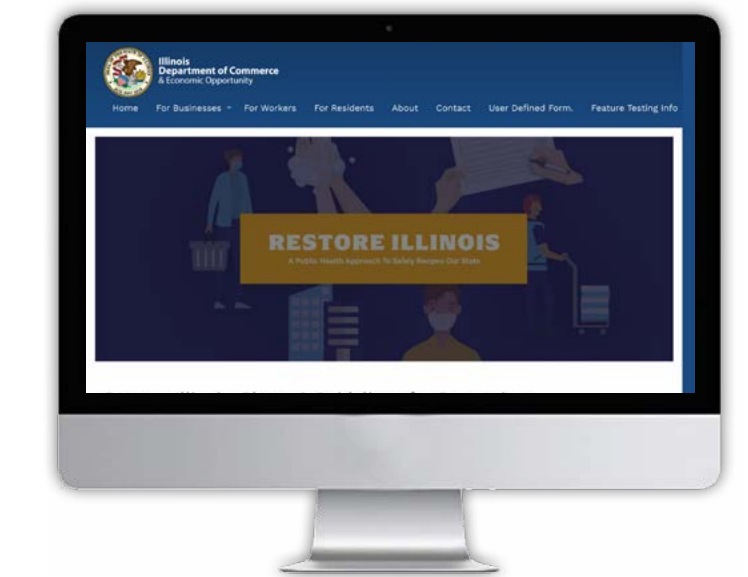 Illinois
Department of Commerce
& Economic Opportunity
Home For Businesses For Workers For Residents About Contact User Defined Form. Feature Testing Info
RESTORE ILLINOIS
A Public Health Approach To Safely Reopen Our State